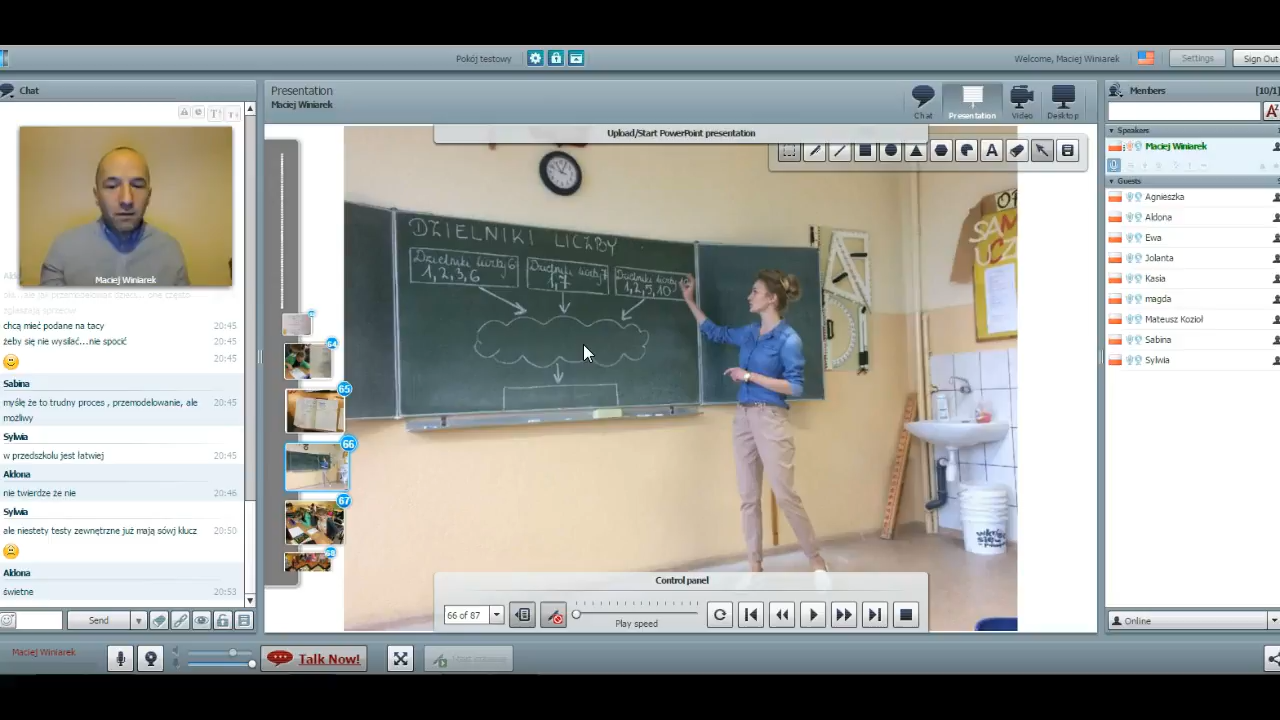 Pokój testowy
Welcome, Maciej Winiarek
Settings
Sign Out
Chat
Maciej Winiarek
chcą mieć podane na tacy
20:45
żeby się nie wysilać...nie spocić
20:45
20:45
Sabina
myślę że to trudny proces , przemodelowanie, ale
20:45
możliwy
Sylwia
w przedszkolu jest łatwiej
20:45
Aldona
nie twierdze że nie
20:46
Sylwia
ale niestety testy zewnętrzne już mają sówj klucz
20:50
Aldona
świetne
20:53
Send
Presentation
Maciej Winiarek
Chat
Presentation
Video
Desktop
Upload/Start PowerPoint presentation
A
64
65
66
67
68
DZIELNIKI LICZBY
Dzielniki liczby 6
1,2,3,6
Dzielniki liczby 7
1,7
Dzielniki liczby
1,2,5,10
Control panel
66 of 87
Play speed
Members
[10/1
Speakers
Maciej Winiarek
Guests
Agnieszka
Aldona
Ewa
Jolanta
Kasia
magda
Mateusz Kozioł
Sabina
Sylwia
Online
Maciej Winiarek
Talk Now!